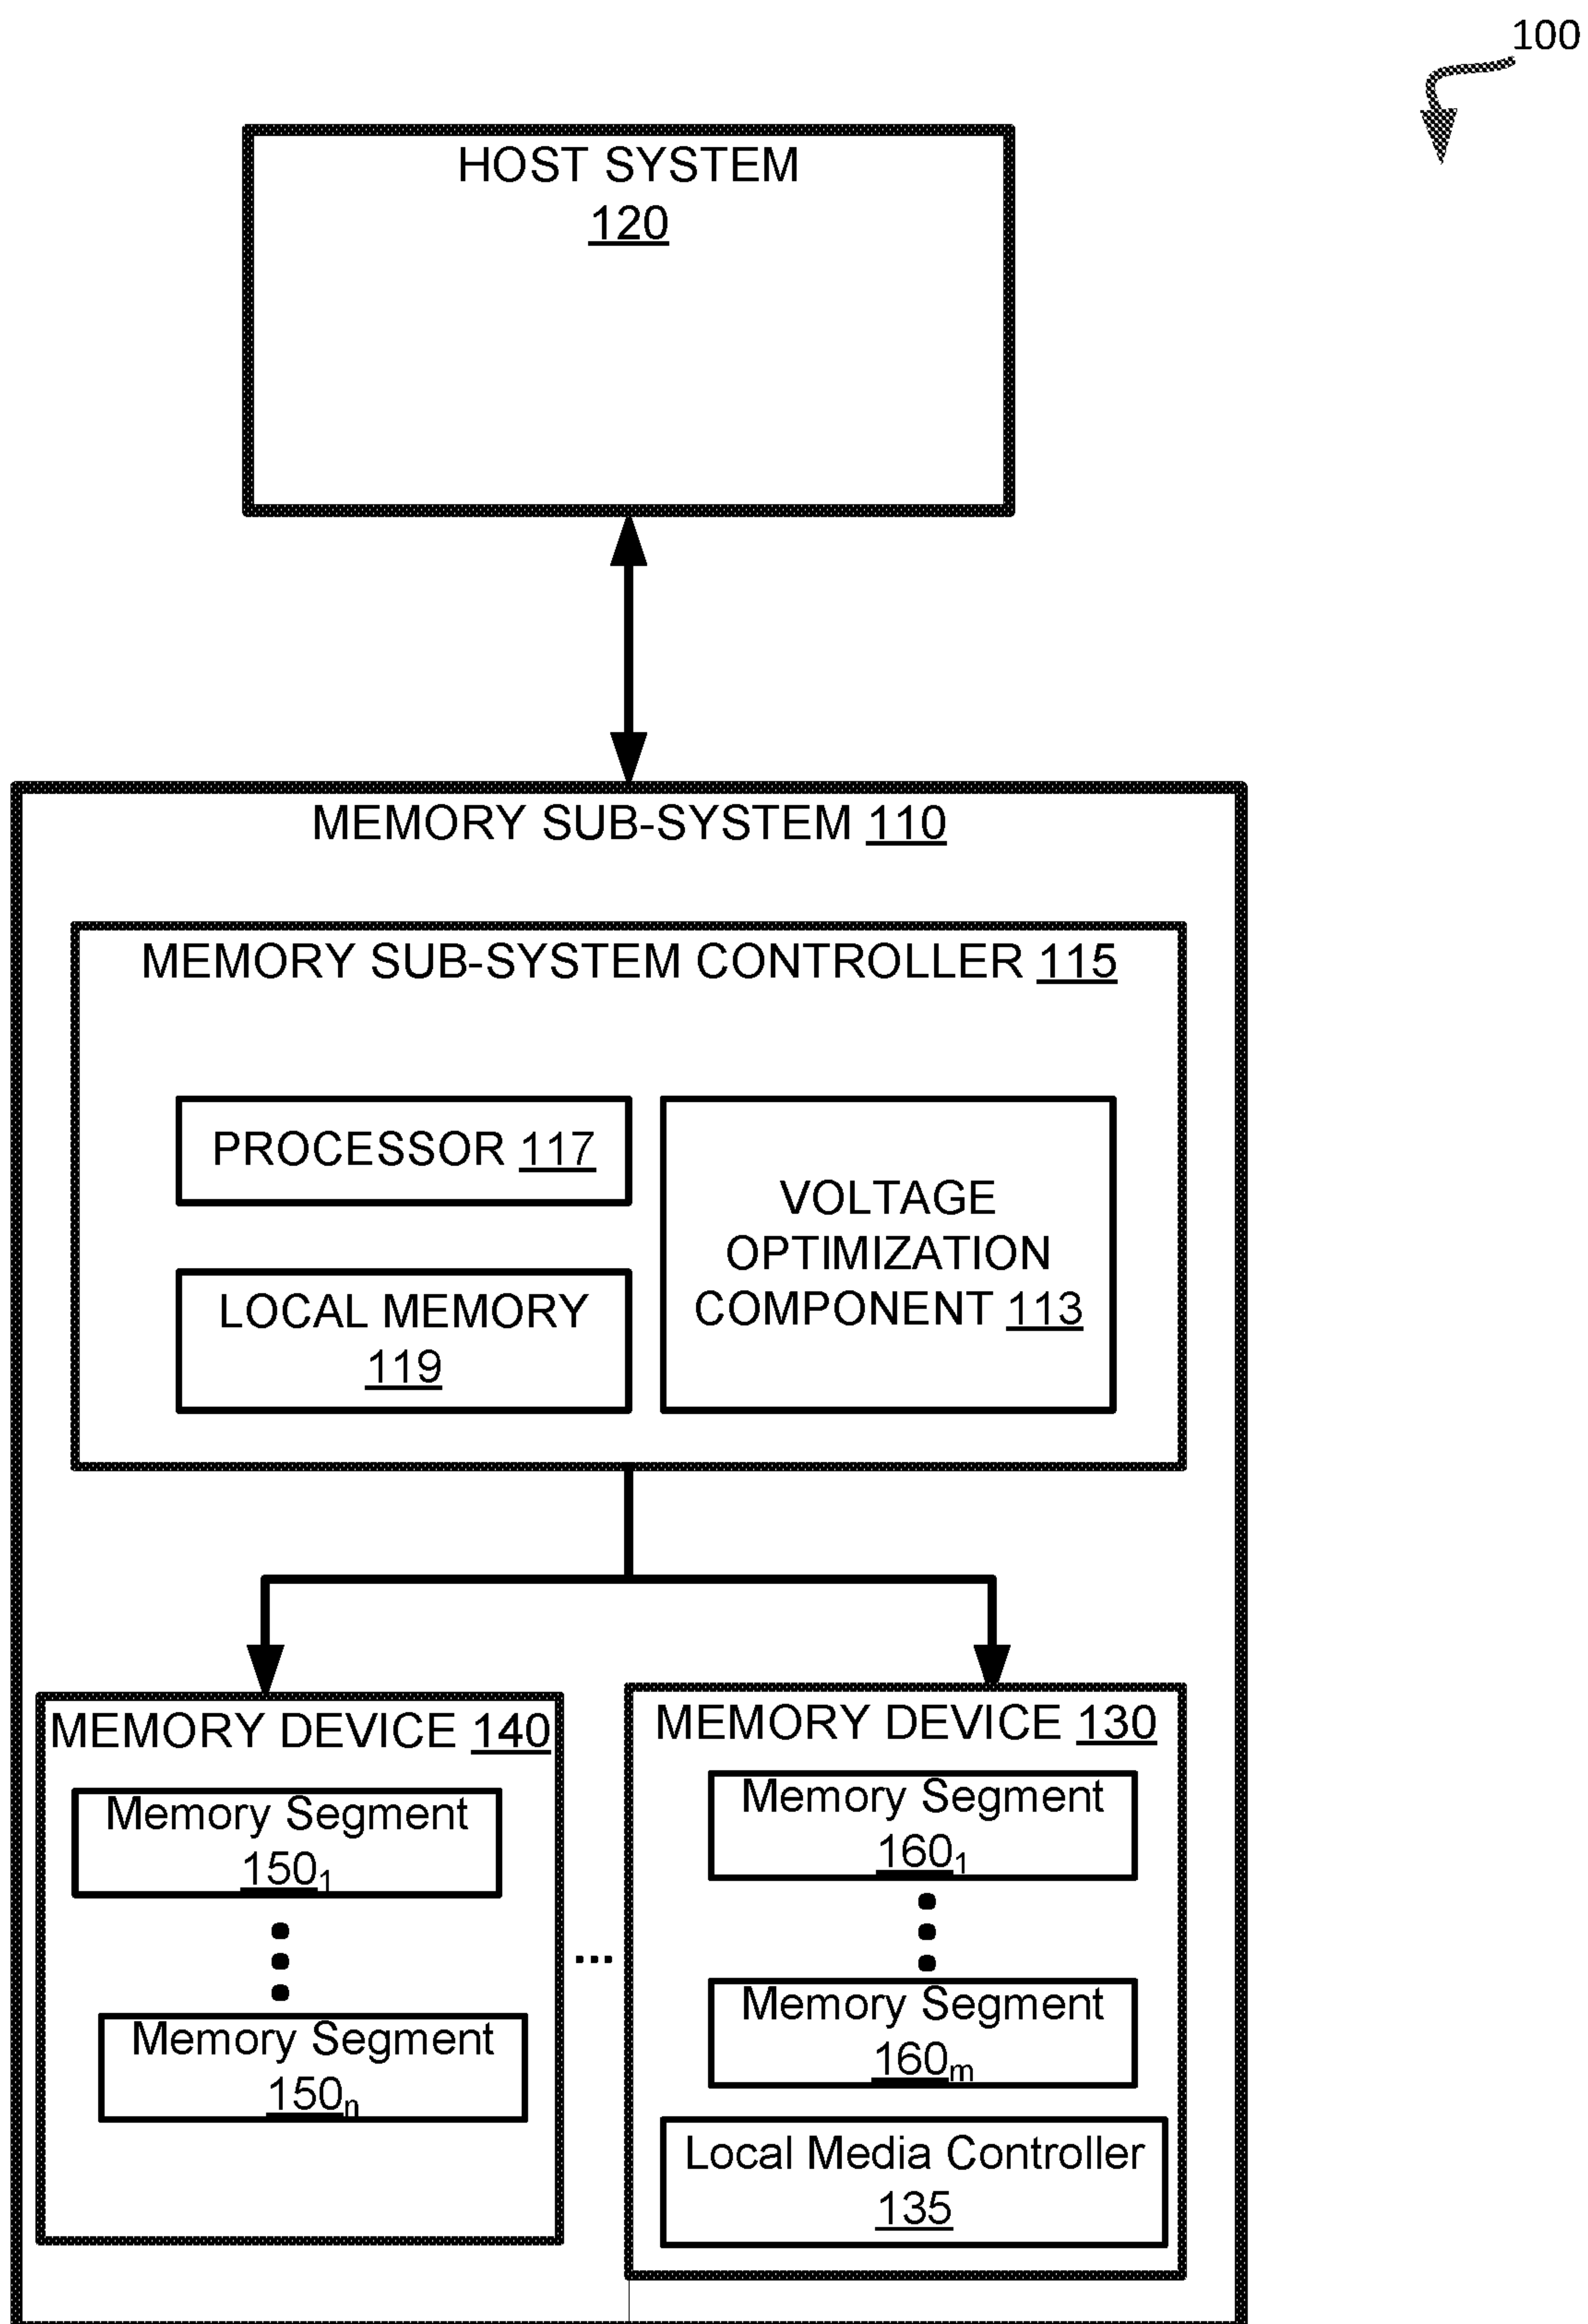 100
HOST SYSTEM
120
MEMORY SUB-SYSTEM 110
MEMORY SUB-SYSTEM CONTROLLER 115
PROCESSOR 117
LOCAL MEMORY
119
VOLTAGE
OPTIMIZATION
COMPONENT 113
MEMORY DEVICE 140
Memory Segment
150₁
Memory Segment
150ₙ
...
MEMORY DEVICE 130
Memory Segment
160₁
Memory Segment
160ₘ
Local Media Controller
135